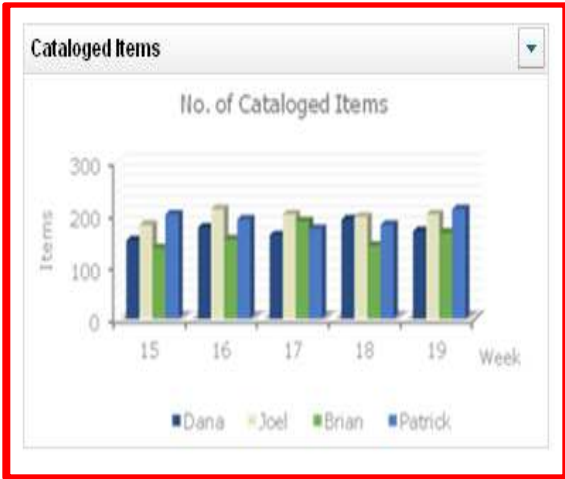 Cataloged Items
No. of Cataloged Items
300
200
100
0
Items
15 16 17 18 19
Week
Dana Joel Brian Patrick